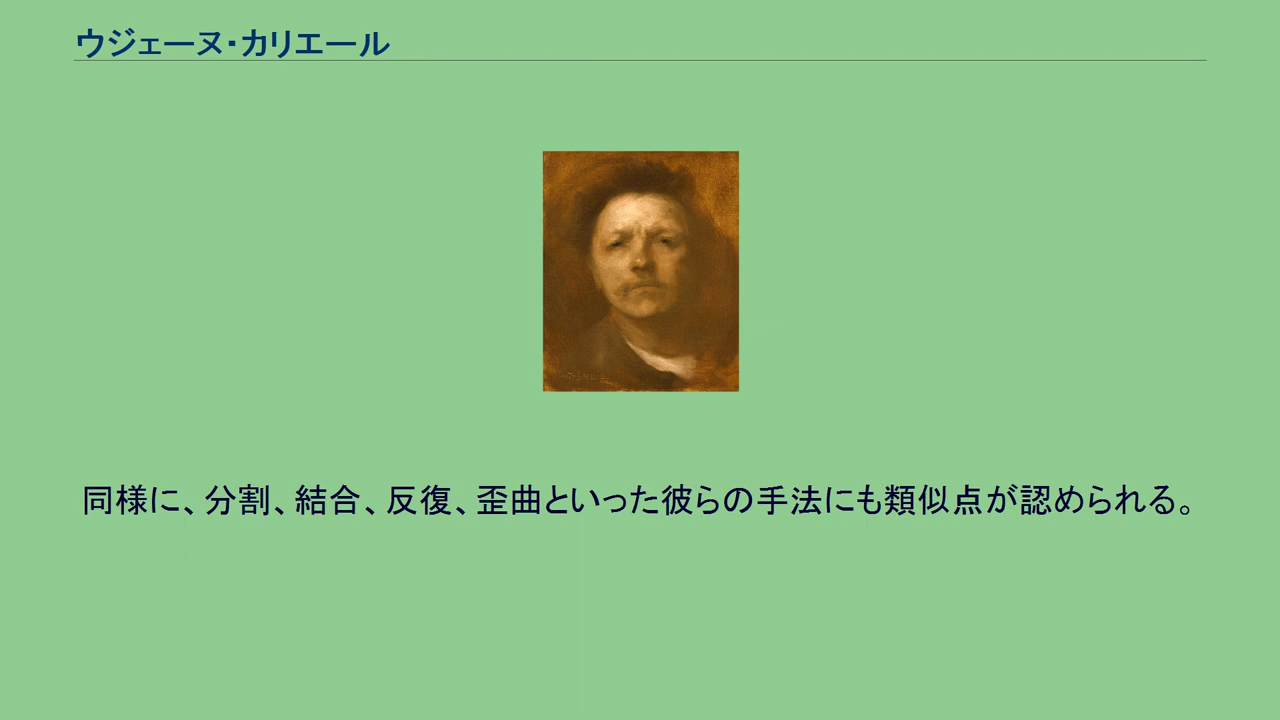 ウジェーヌ・カリエール
同様に、分割、結合、反復、歪曲といった彼らの手法にも類似点が認められる。